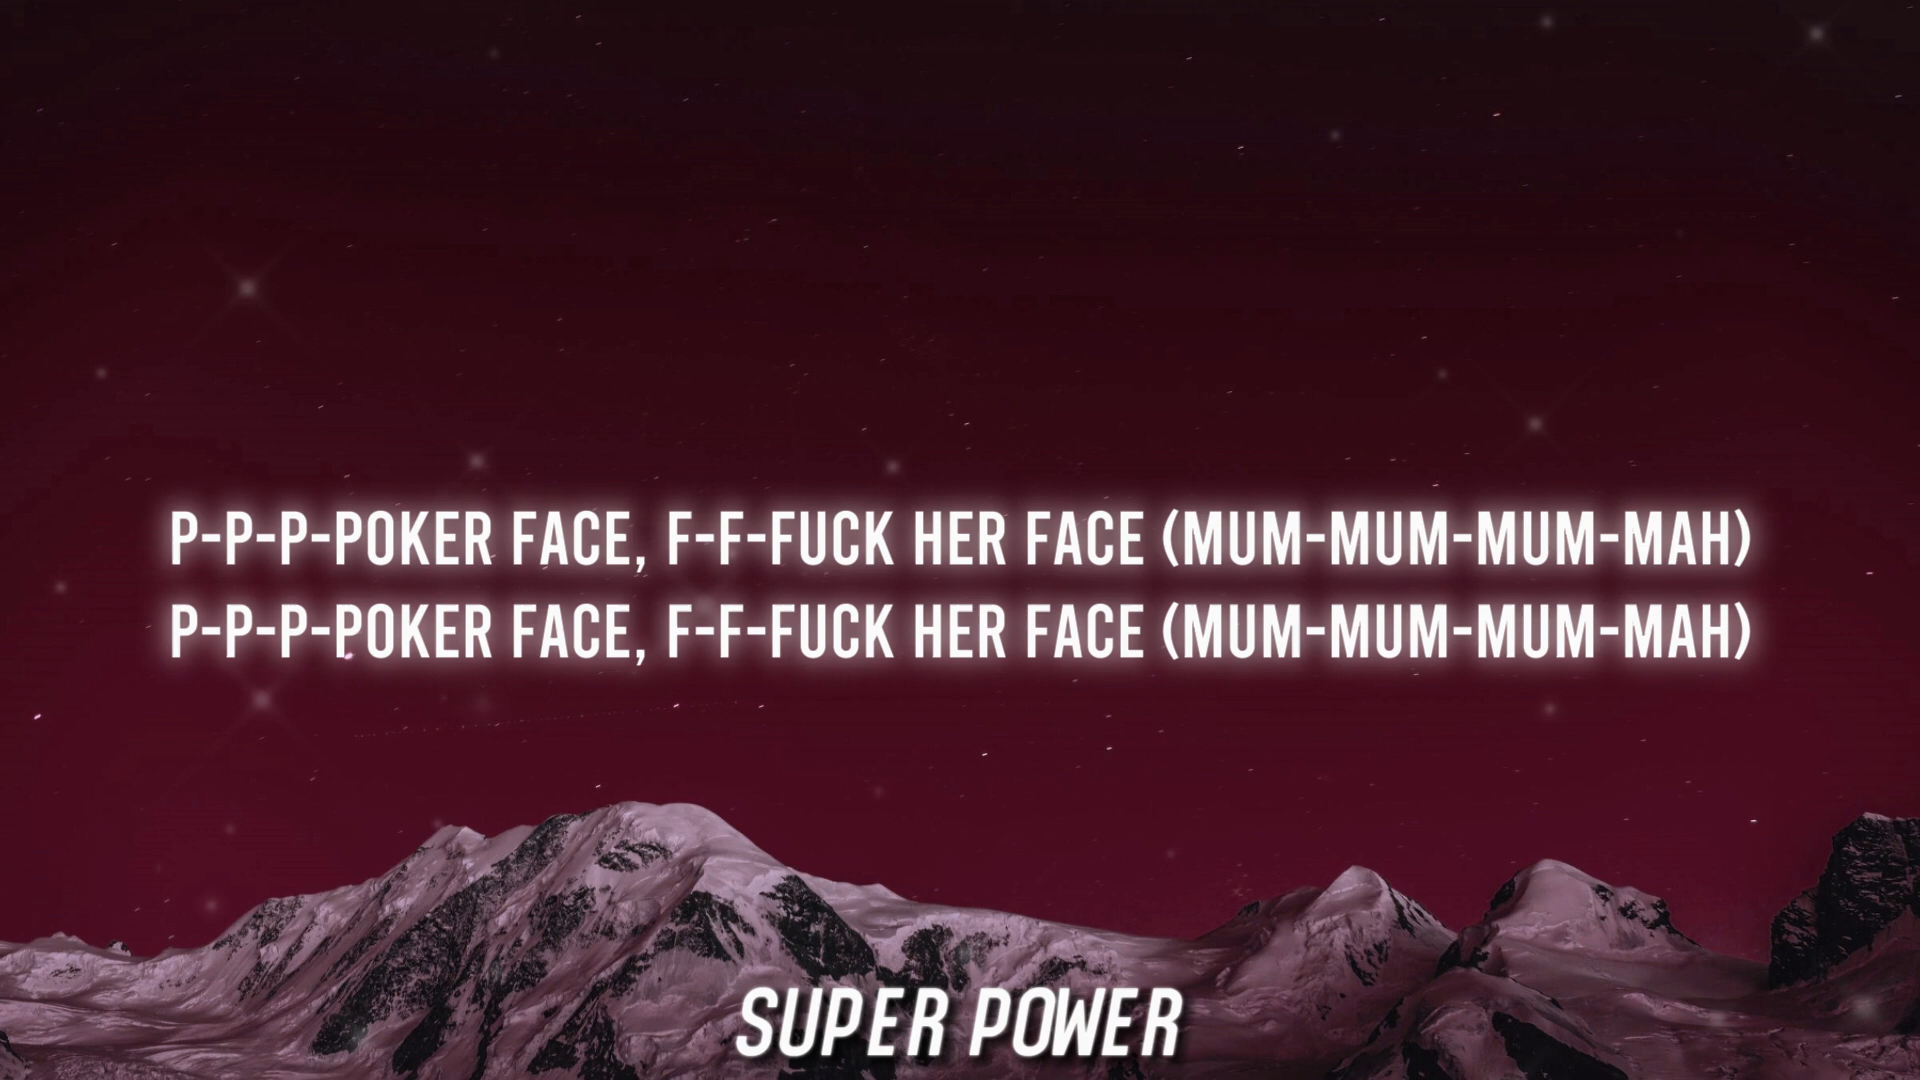 P-P-P-POKER FACE, F-F-FUCK HER FACE (MUM-MUM-MUM-MAH)
P-P-P-POKER FACE, F-F-FUCK HER FACE (MUM-MUM-MUM-MAH)
SUPER POWER